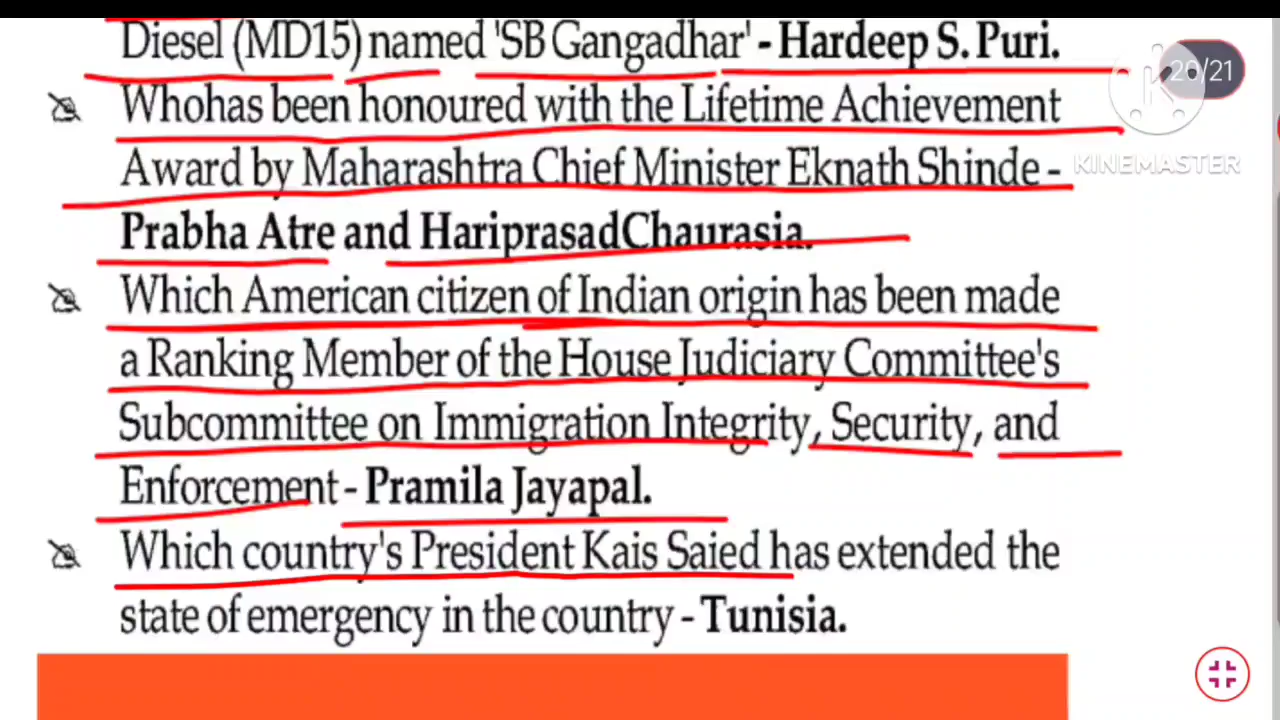 Diesel (MD15) named 'SB Gangadhar' - Hardeep S. Puri.
20/21
Whohas been honoured with the Lifetime Achievement
KINEMASTER
Award by Maharashtra Chief Minister Eknath Shinde -
Prabha Atre and HariprasadChaurasia.
Which American citizen of Indian origin has been made
a Ranking Member of the House Judiciary Committee's
Subcommittee on Immigration Integrity, Security, and
Enforcement - Pramila Jayapal.
Which country's President Kais Saied has extended the
state of emergency in the country - Tunisia.